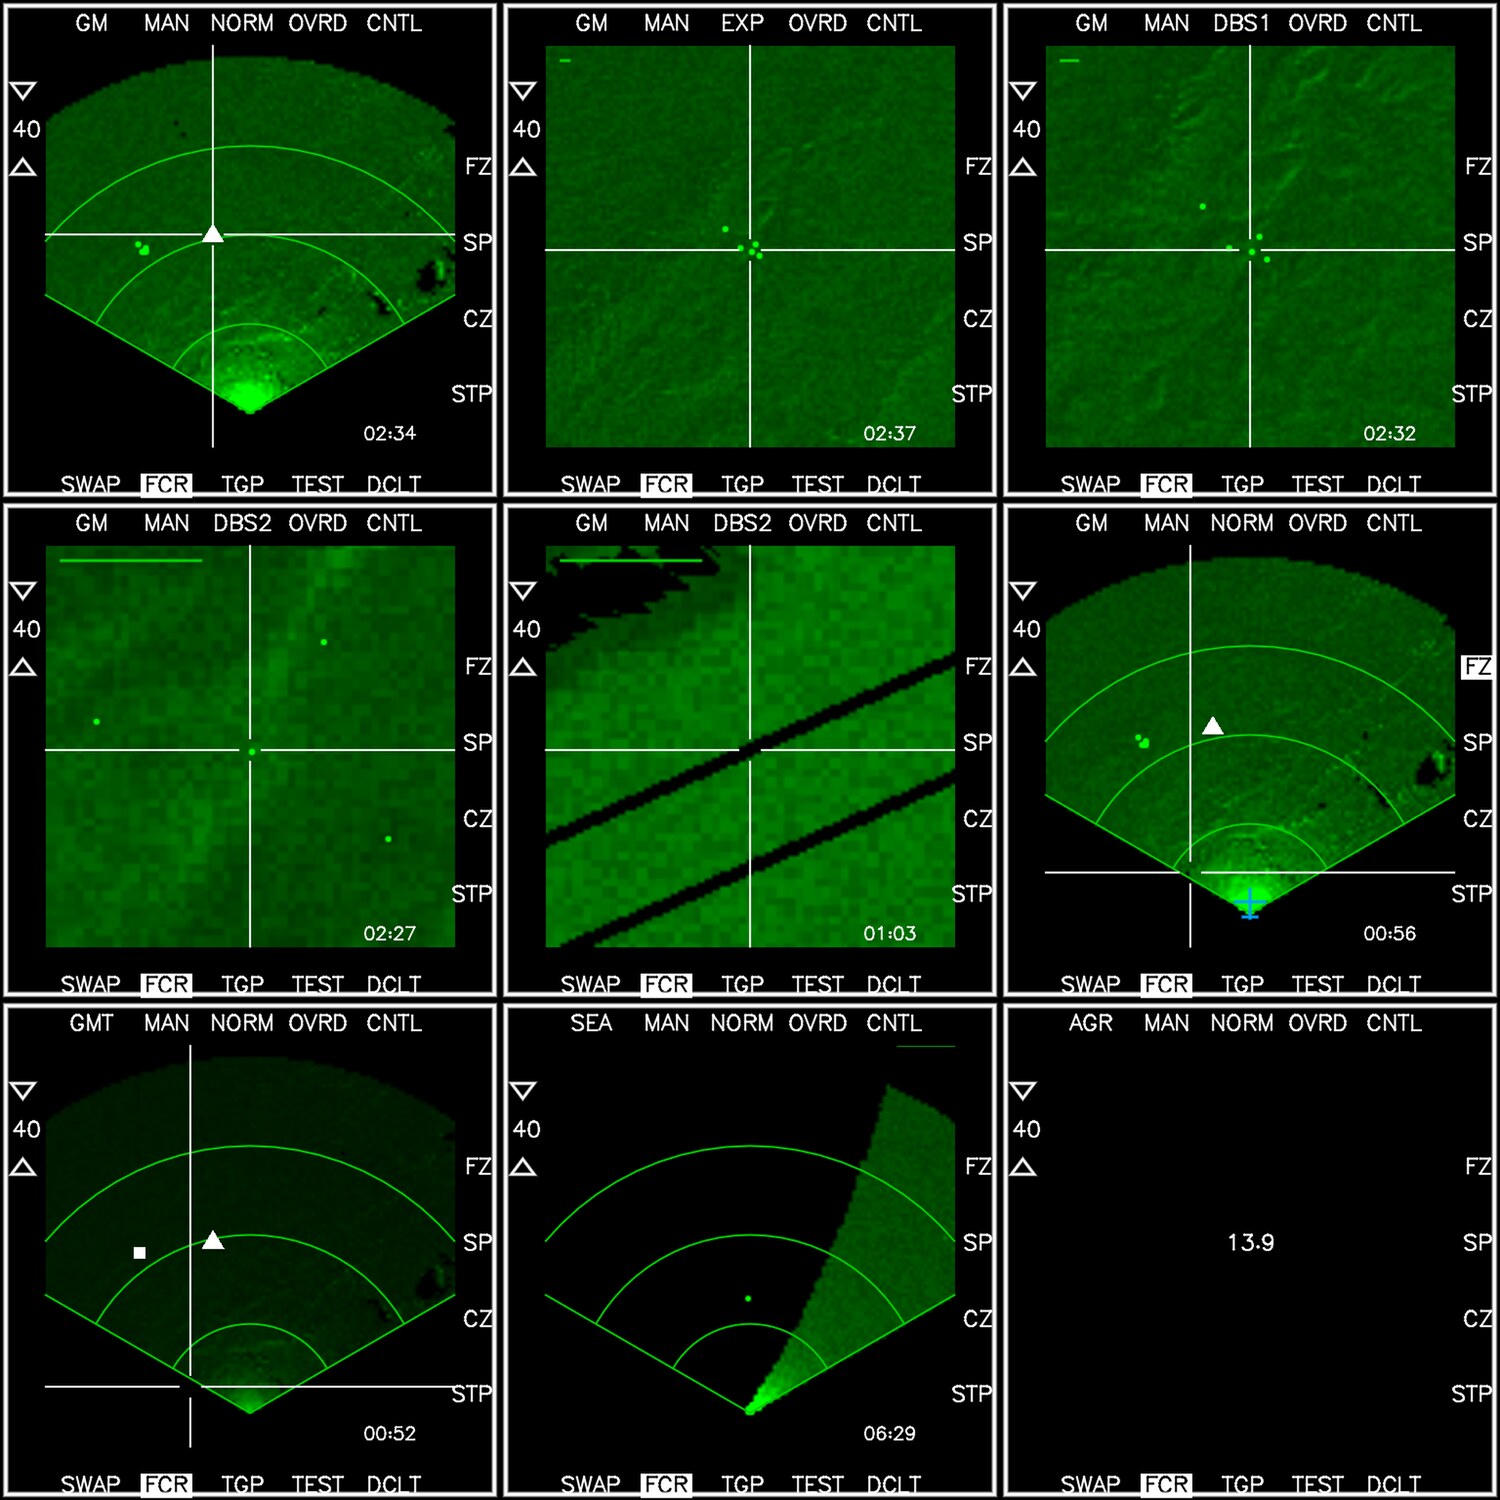 GM MAN NORM OVRD CNTL
40
FZ
SP
CZ
STP
02:34
SWAP FCR TGP TEST DCLT
GM MAN EXP OVRD CNTL
40
FZ
SP
CZ
STP
02:37
SWAP FCR TGP TEST DCLT
GM MAN DBS1 OVRD CNTL
40
FZ
SP
CZ
STP
02:32
SWAP FCR TGP TEST DCLT
GM MAN DBS2 OVRD CNTL
40
FZ
SP
CZ
STP
02:27
SWAP FCR TGP TEST DCLT
GM MAN DBS2 OVRD CNTL
40
FZ
SP
CZ
STP
01:03
SWAP FCR TGP TEST DCLT
GM MAN NORM OVRD CNTL
40
FZ
SP
CZ
STP
00:56
SWAP FCR TGP TEST DCLT
GMT MAN NORM OVRD CNTL
40
FZ
SP
CZ
STP
00:52
SWAP FCR TGP TEST DCLT
SEA MAN NORM OVRD CNTL
40
FZ
SP
CZ
STP
06:29
SWAP FCR TGP TEST DCLT
AGR MAN NORM OVRD CNTL
40
FZ
13.9 SP
CZ
STP
SWAP FCR TGP TEST DCLT